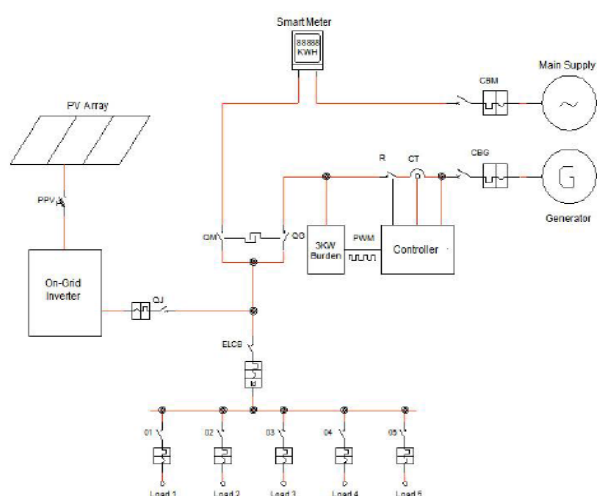 Smart Meter
88888
KWH
CBM
Main Supply
PV Array
R
CT
CBG
G
Generator
PPV
QM
QG
3KW
Burden
PWM
Controller
On-Grid
Inverter
QJ
ELCB
Id
01
02
03
04
05
Load 1
Load 2
Load 3
Load 4
Load 5